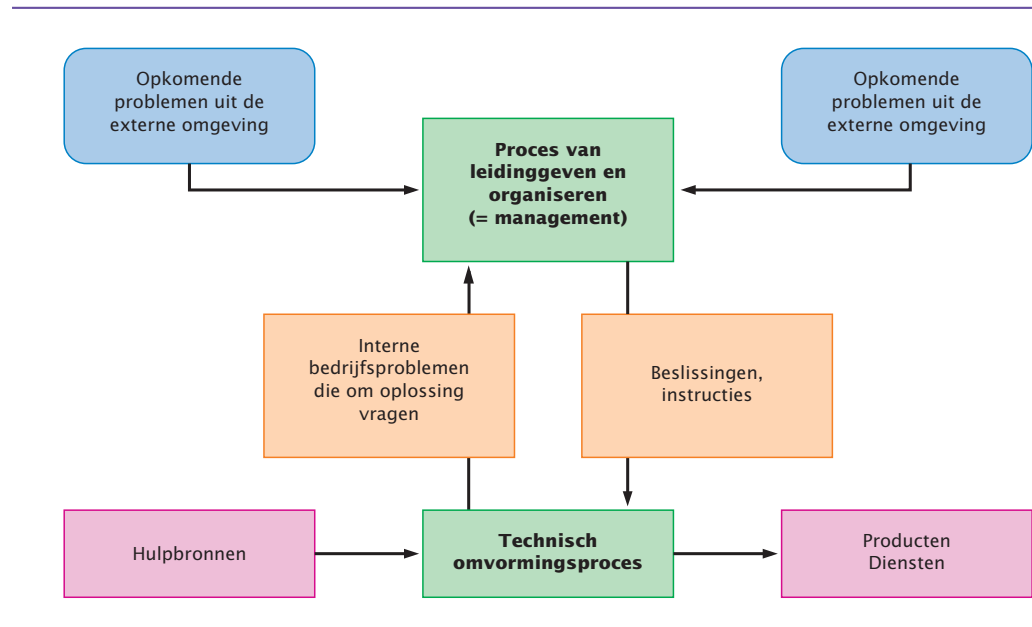 Opkomende
problemen uit de
externe omgeving
Opkomende
problemen uit de
externe omgeving
Proces van
leidinggeven en
organiseren
(= management)
Interne
bedrijfsproblemen
die om oplossing
vragen
Beslissingen,
instructies
Hulpbronnen
Technisch
omvormingsproces
Producten
Diensten